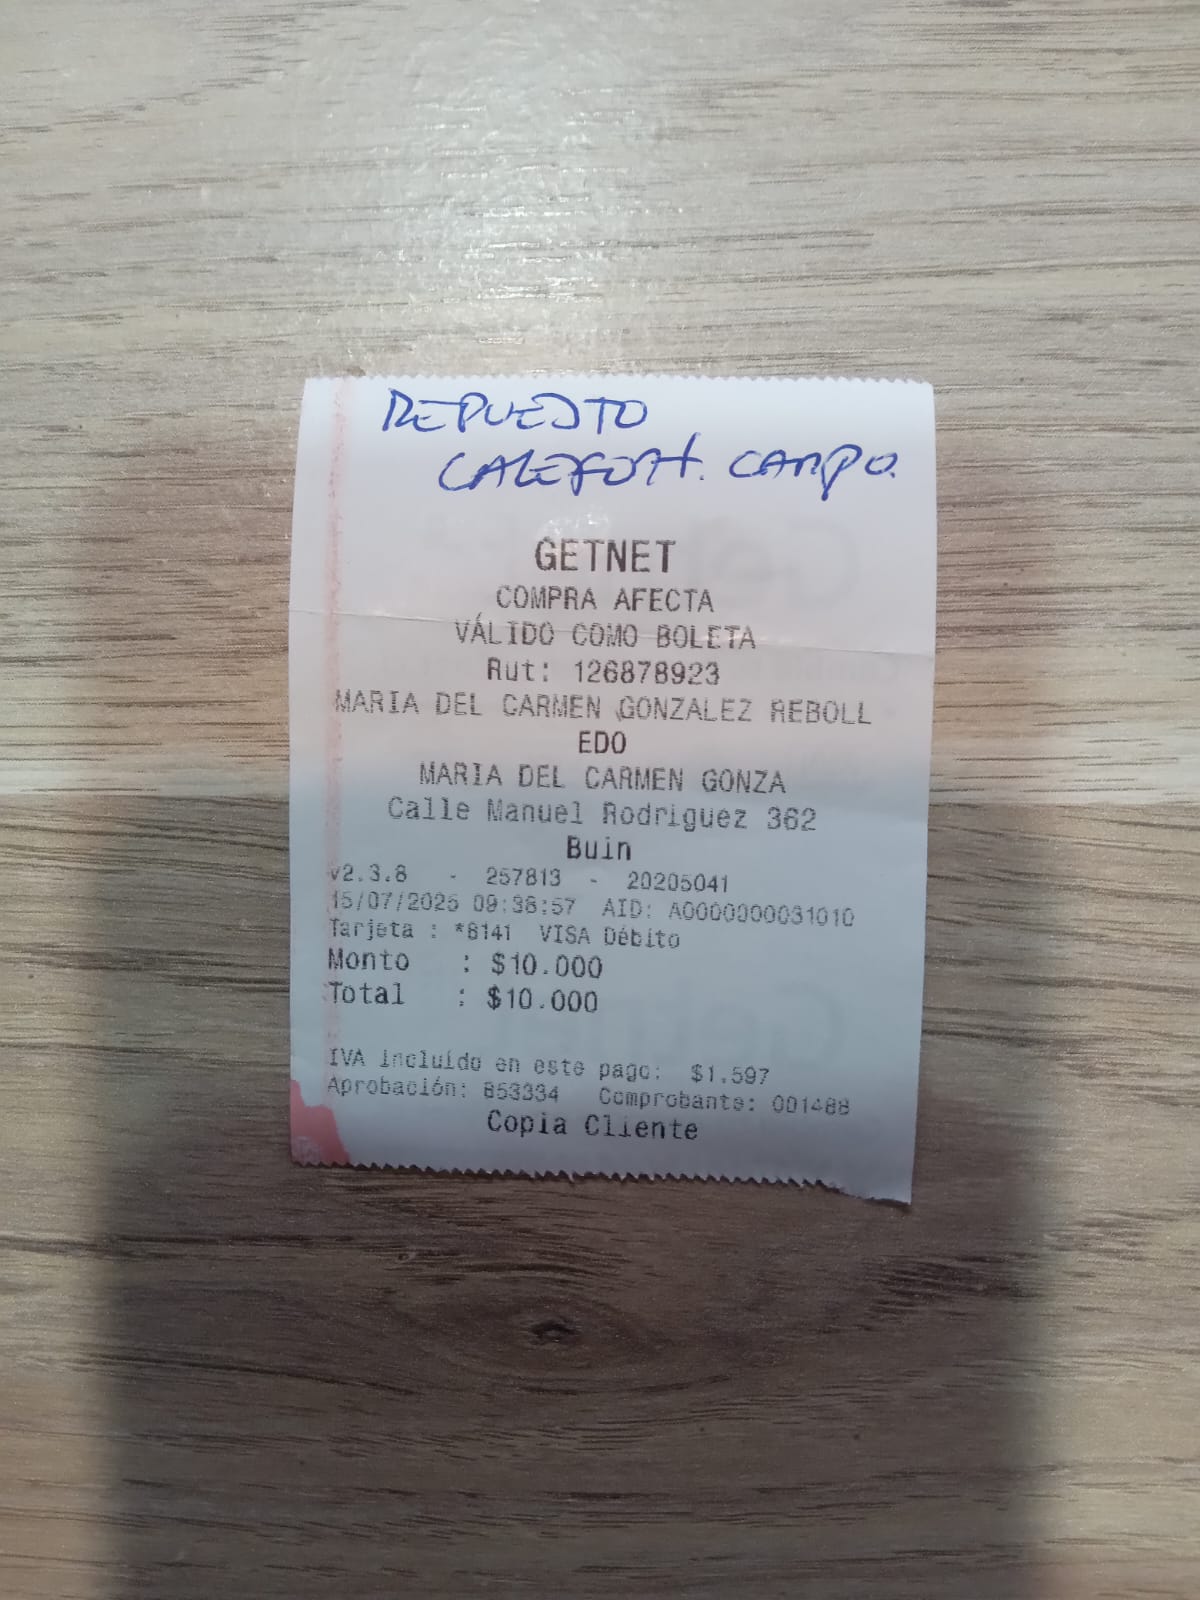 REPUESTO
CALEFONT. CAMPO.
GETNET
COMPRA AFECTA
VÁLIDO COMO BOLETA
Rut: 126878923
MARIA DEL CARMEN GONZALEZ REBOLL
EDO
MARIA DEL CARMEN GONZA
Calle Manuel Rodriguez 362
Buin
v2.3.8 - 257813 - 20205041
15/07/2025 09:38:57 AID: A0000000031010
Tarjeta : *8141 VISA Débito
Monto : $10.000
Total : $10.000
IVA incluído en este pago: $1.597
Aprobación: 853334 Comprobante: 001488
Copia Cliente